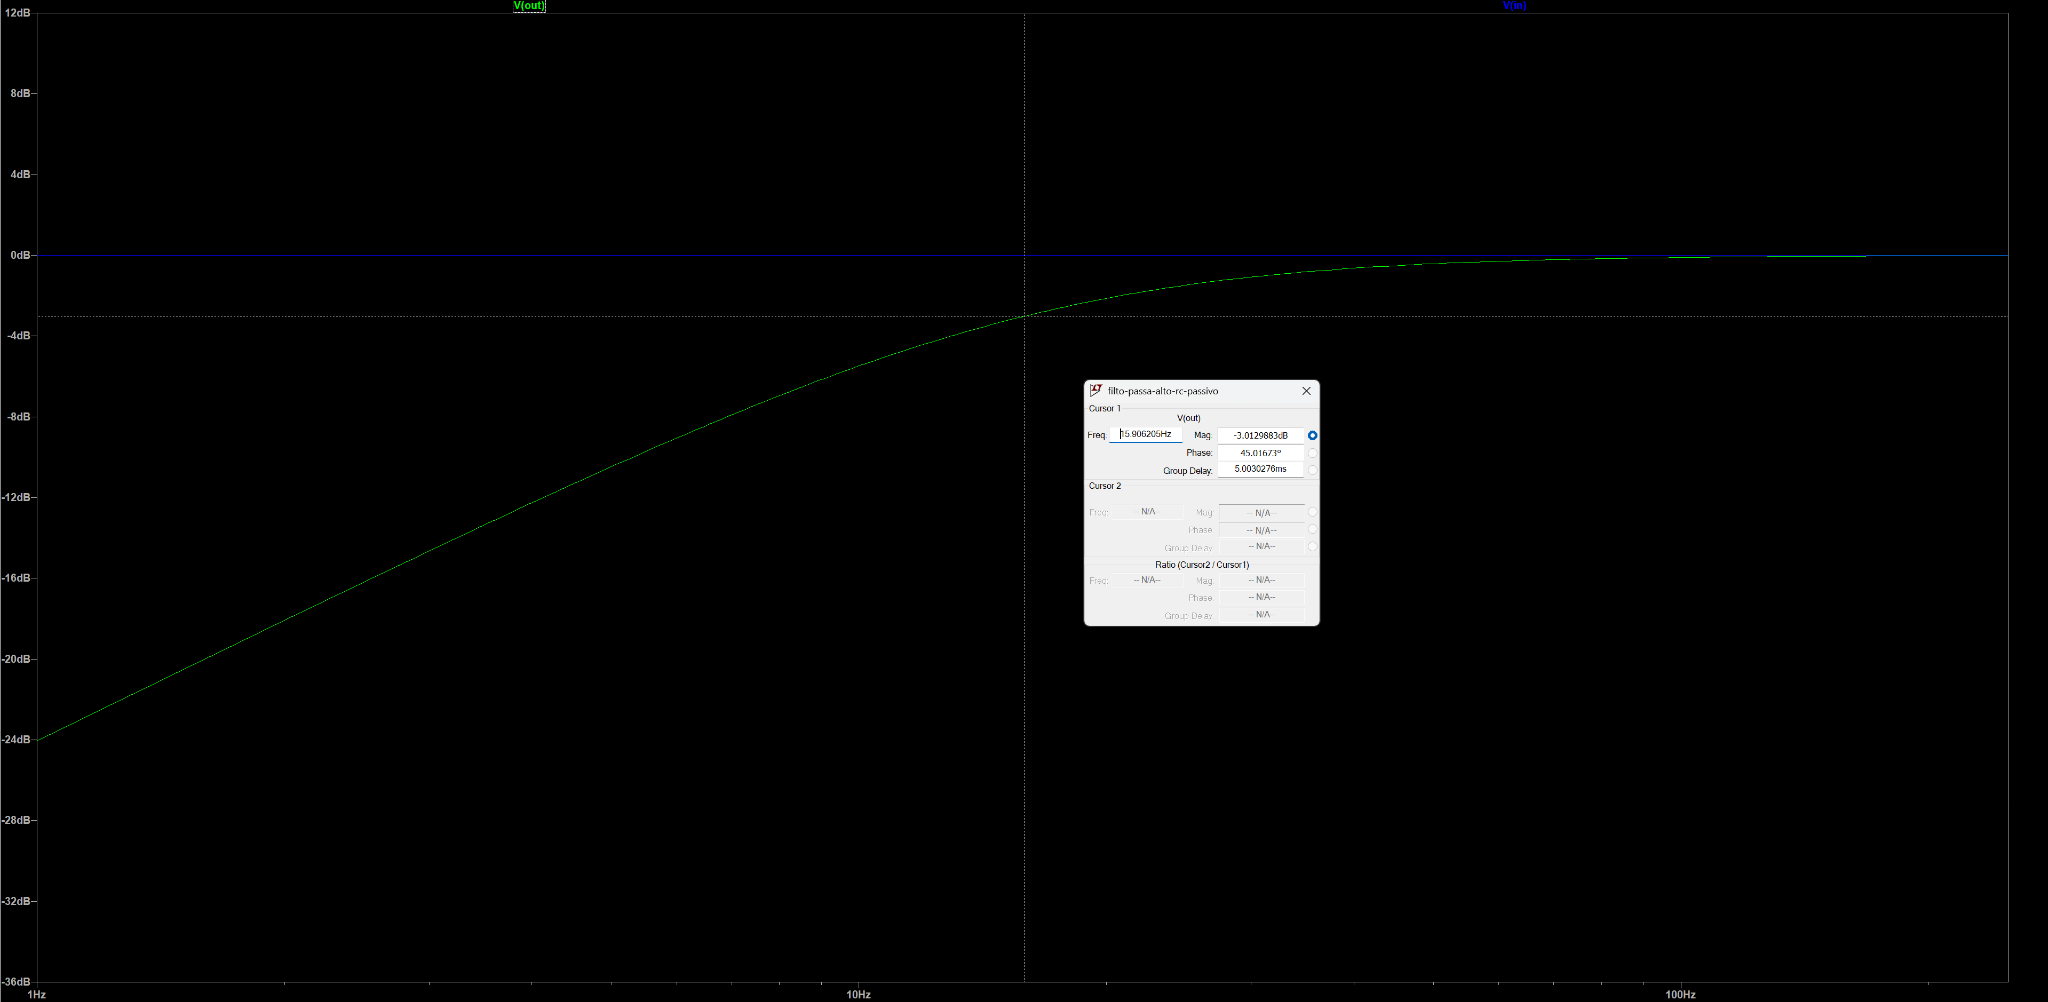 V(out) V(in)
12dB
8dB
4dB
0dB
-4dB
-8dB
-12dB
-16dB
-20dB
-24dB
-28dB
-32dB
-36dB
1Hz 10Hz 100Hz
filto-passa-alto-rc-passivo
Cursor 1
V(out)
Freq: 15.906205Hz Mag: -3.0129883dB
Phase: 45.01673°
Group Delay: 5.0030276ms
Cursor 2
Freq: -- N/A-- Mag: -- N/A--
Phase: -- N/A--
Group Delay: -- N/A--
Ratio (Cursor2 / Cursor1)
Freq: -- N/A-- Mag: -- N/A--
Phase: -- N/A--
Group Delay: -- N/A--